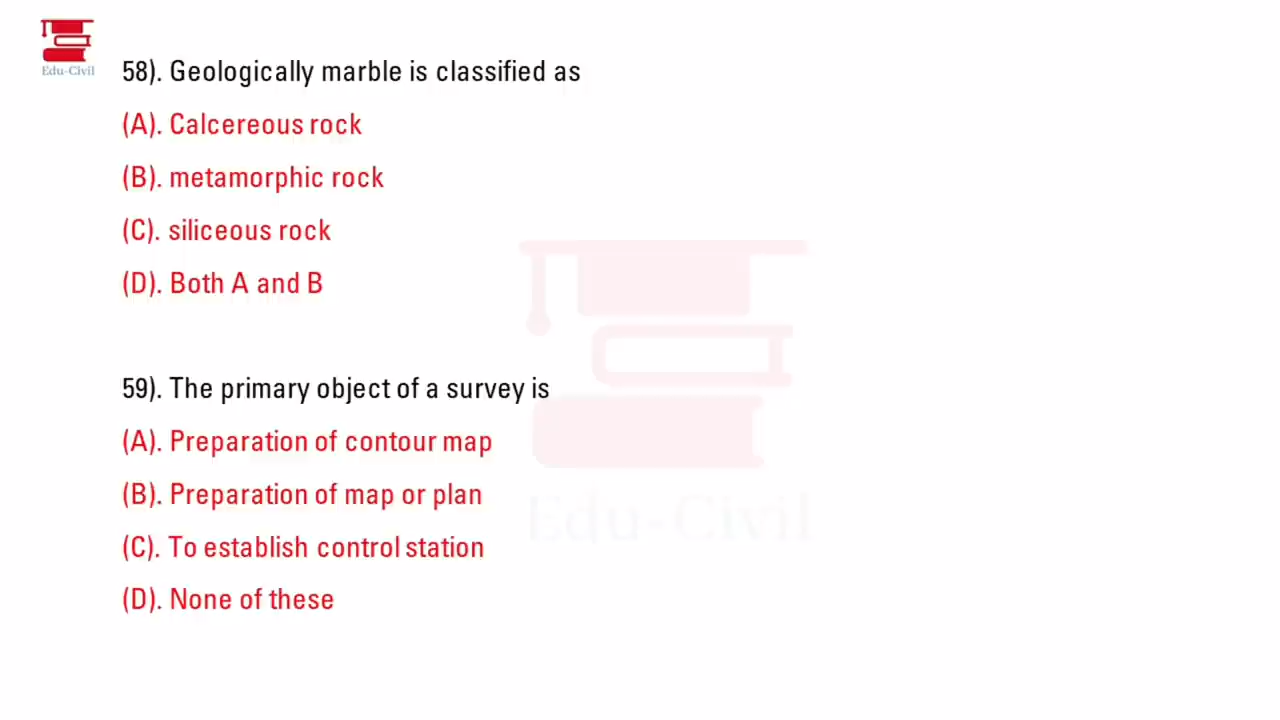 Edu-Civil
58). Geologically marble is classified as
(A). Calcereous rock
(B). metamorphic rock
(C). siliceous rock
(D). Both A and B
59). The primary object of a survey is
(A). Preparation of contour map
(B). Preparation of map or plan
(C). To establish control station
(D). None of these
Edu-Civil